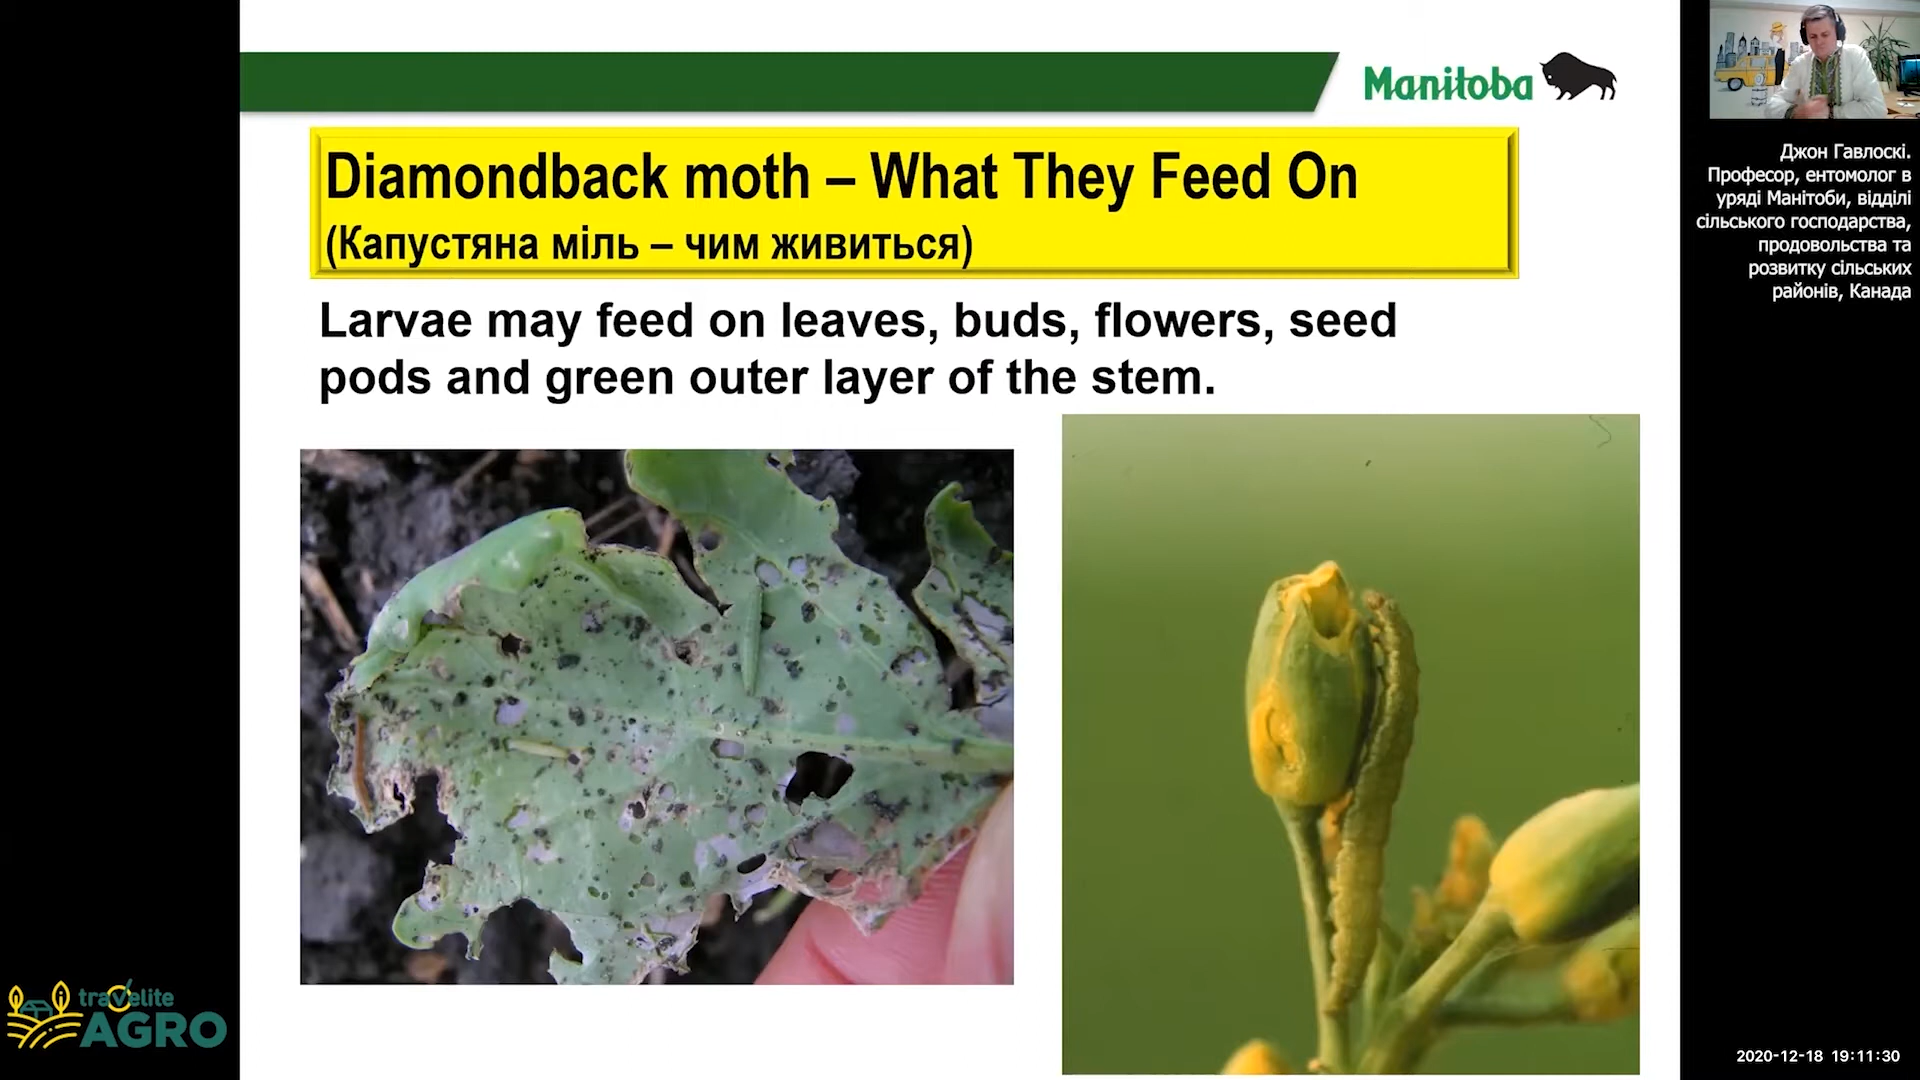 Manitoba
Diamondback moth – What They Feed On
(Капустяна міль – чим живиться)
Larvae may feed on leaves, buds, flowers, seed
pods and green outer layer of the stem.
Джон Гавлоскі.
Професор, ентомолог в
уряді Манітоби, відділі
сільського господарства,
продовольства та
розвитку сільських
районів, Канада
travelite
AGRO
2020-12-18 19:11:30